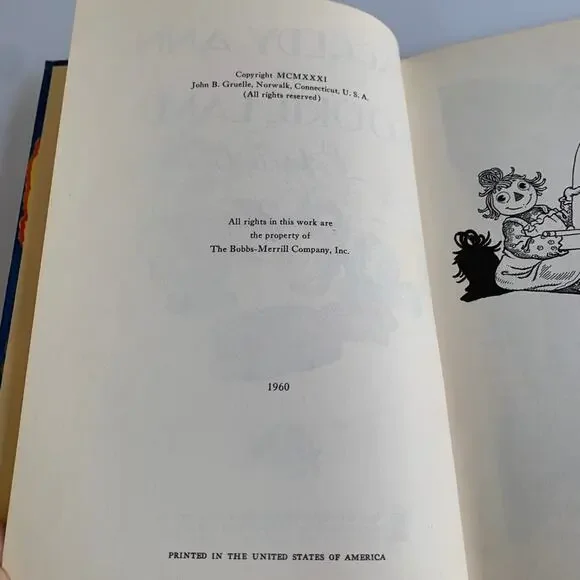 Copyright MCMXXXI
John B. Gruelle, Norwalk, Connecticut, U. S. A.
(All rights reserved)
All rights in this work are
the property of
The Bobbs-Merrill Company, Inc.
1960
PRINTED IN THE UNITED STATES OF AMERICA